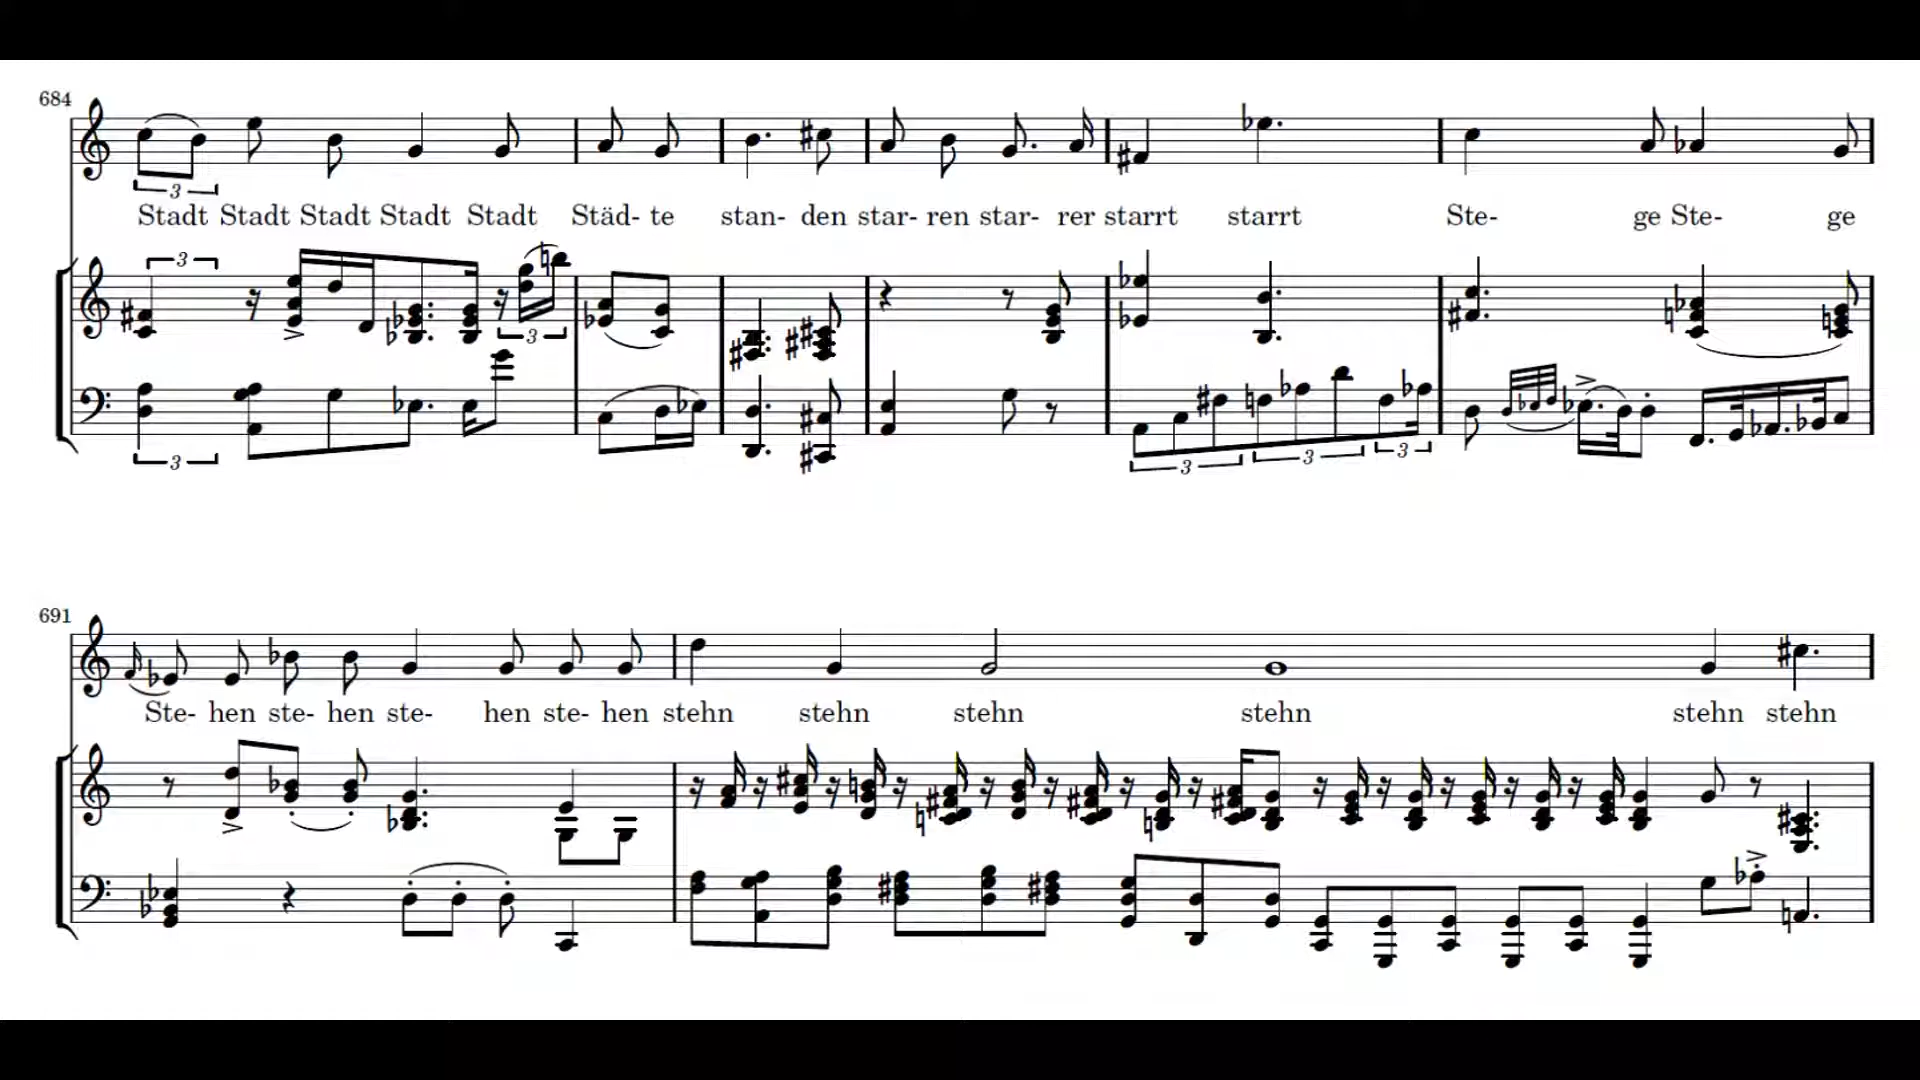 684
3
Stadt Stadt Stadt Stadt Stadt Städ- te stan- den star- ren star- rer starrt starrt Ste- ge Ste- ge
3
3
3 3 3 3
691
Ste- hen ste- hen ste- hen ste- hen stehn stehn stehn stehn stehn stehn